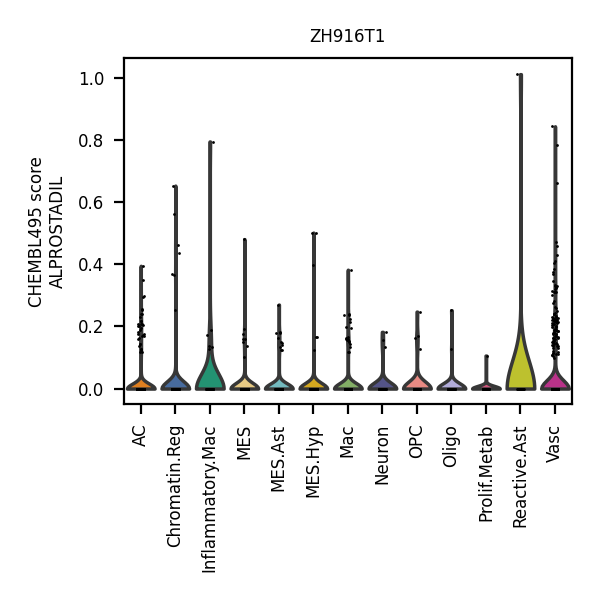 ZH916T1
CHEMBL495 score
ALPROSTADIL
1.0
0.8
0.6
0.4
0.2
0.0
AC
Chromatin.Reg
Inflammatory.Mac
MES
MES.Ast
MES.Hyp
Mac
Neuron
OPC
Oligo
Prolif.Metab
Reactive.Ast
Vasc